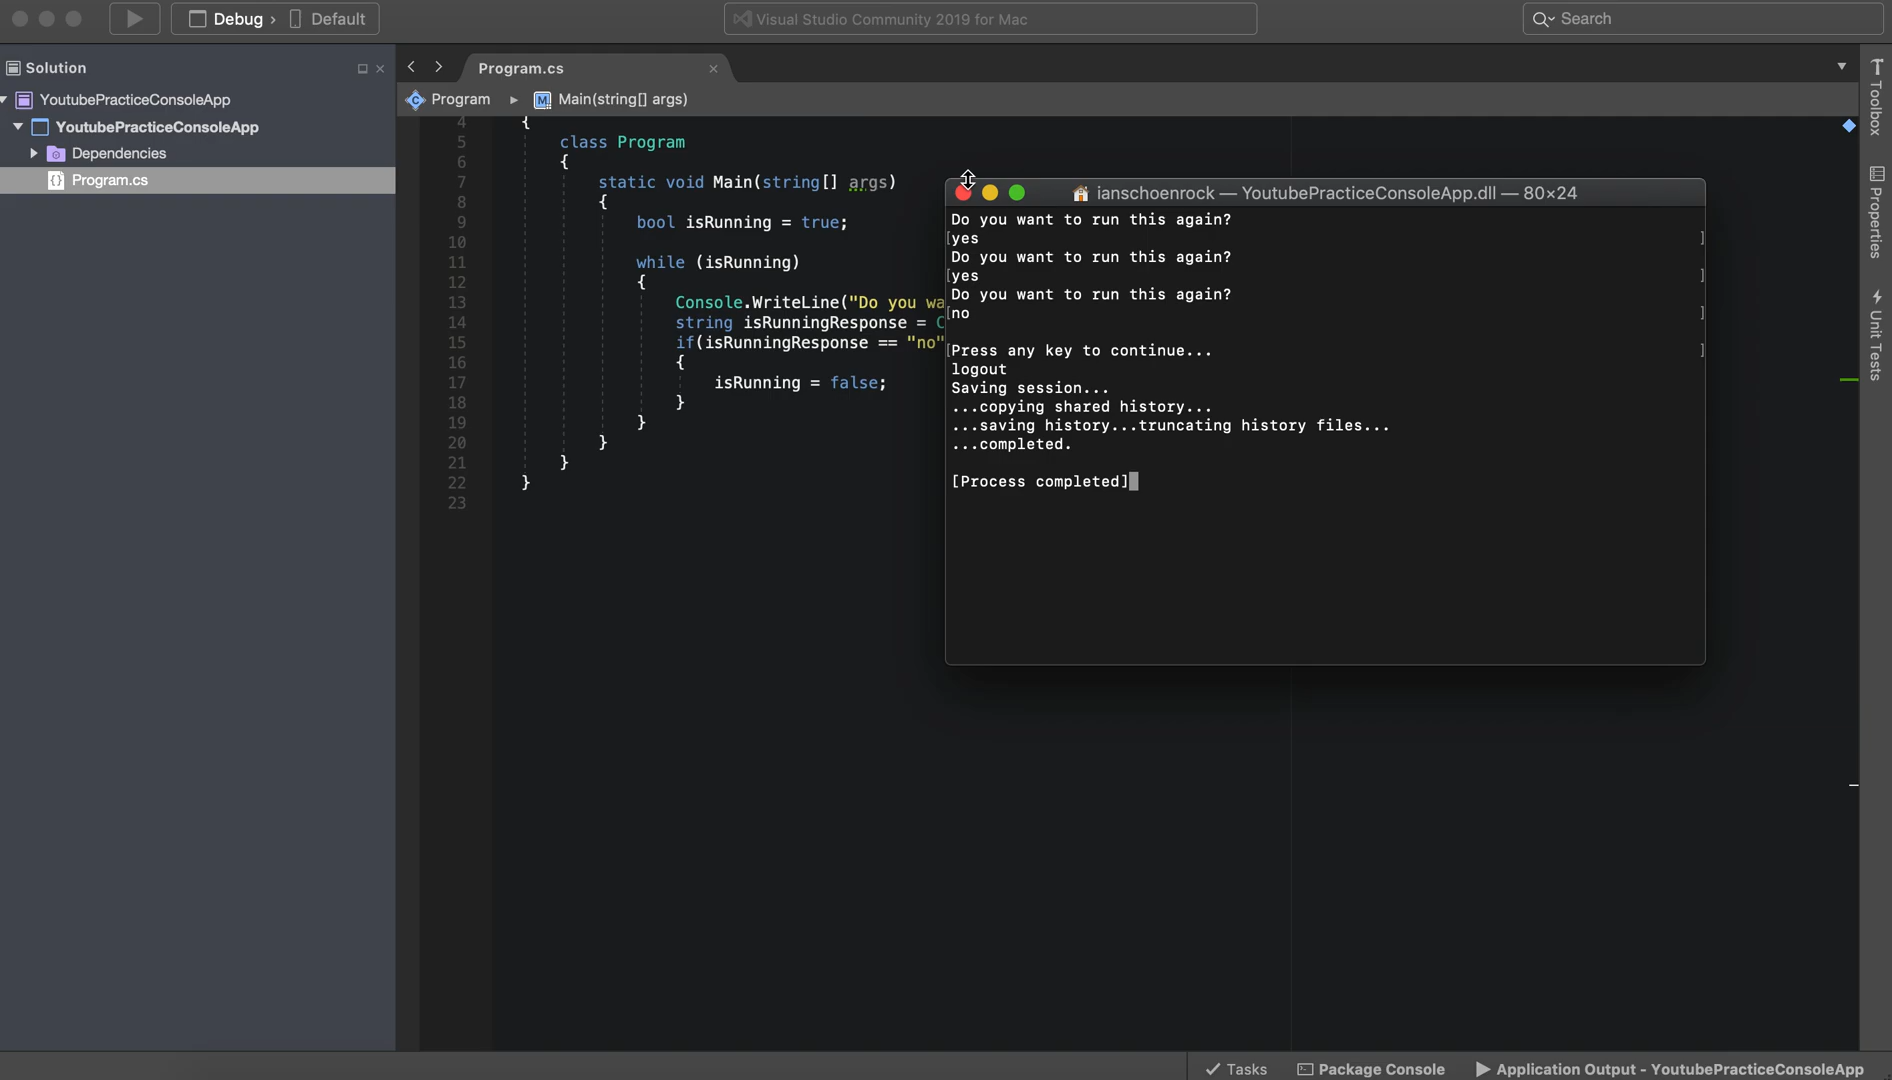 Debug › Default
Visual Studio Community 2019 for Mac
Search
Solution
YoutubePracticeConsoleApp
YoutubePracticeConsoleApp
Dependencies
Program.cs
Program.cs
Program
Main(string[] args)
4 {
5 class Program
6 {
7 static void Main(string[] args)
8 {
9 bool isRunning = true;
10
11 while (isRunning)
12 {
13 Console.WriteLine("Do you wa
14 string isRunningResponse = C
15 if(isRunningResponse == "no"
16 {
17 isRunning = false;
18 }
19 }
20 }
21 }
22 }
23
ianschoenrock — YoutubePracticeConsoleApp.dll — 80×24
Do you want to run this again?
[yes ]
Do you want to run this again?
[yes ]
Do you want to run this again?
[no ]
[Press any key to continue... ]
logout
Saving session...
...copying shared history...
...saving history...truncating history files...
...completed.
[Process completed]
Toolbox
Properties
Unit Tests
Tasks
Package Console
Application Output - YoutubePracticeConsoleApp